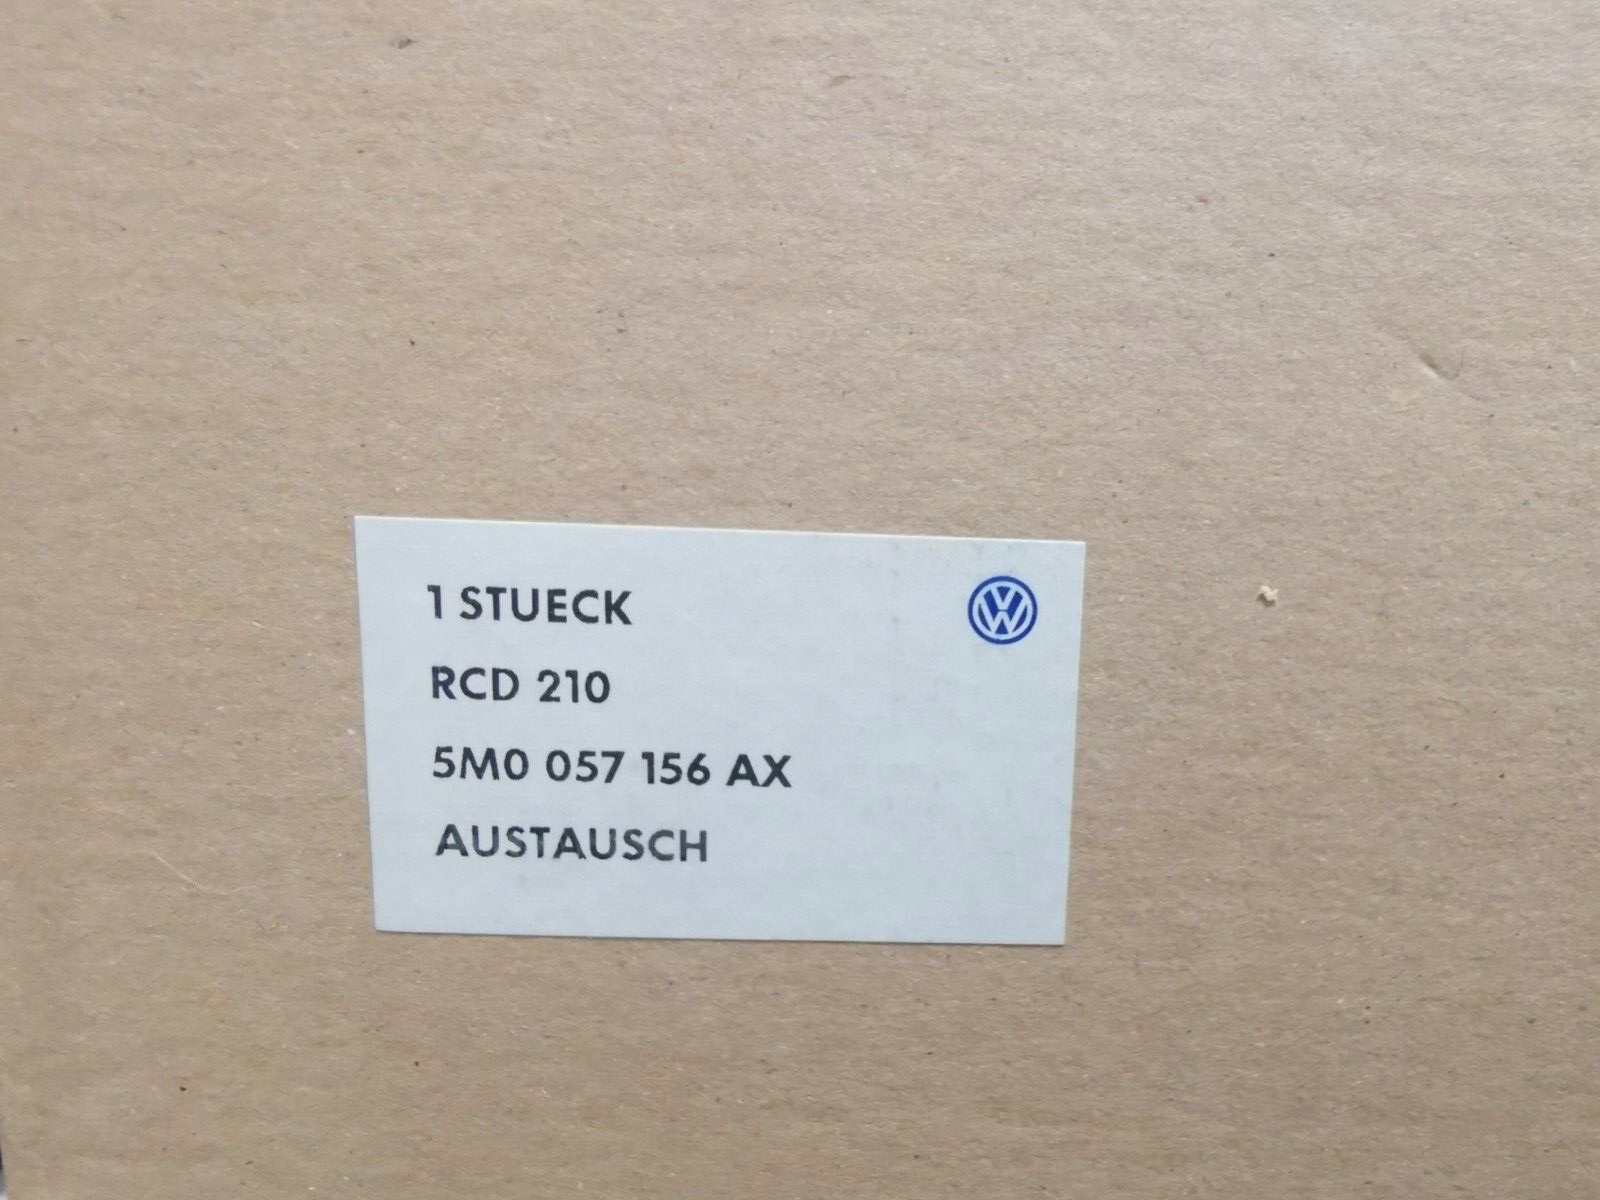 1 STUECK
RCD 210
5M0 057 156 AX
AUSTAUSCH